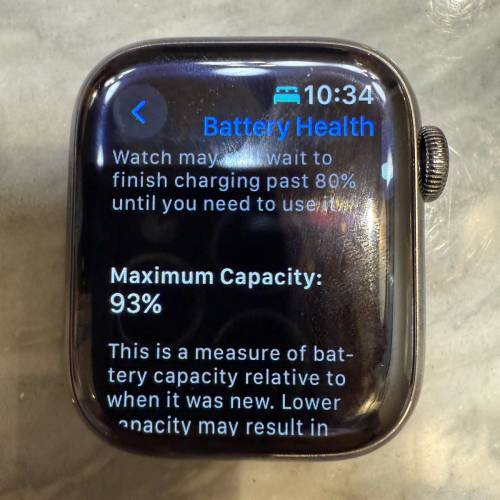 10:34
Battery Health
Watch may wait to
finish charging past 80%
until you need to use it.
Maximum Capacity:
93%
This is a measure of bat-
tery capacity relative to
when it was new. Lower
capacity may result in